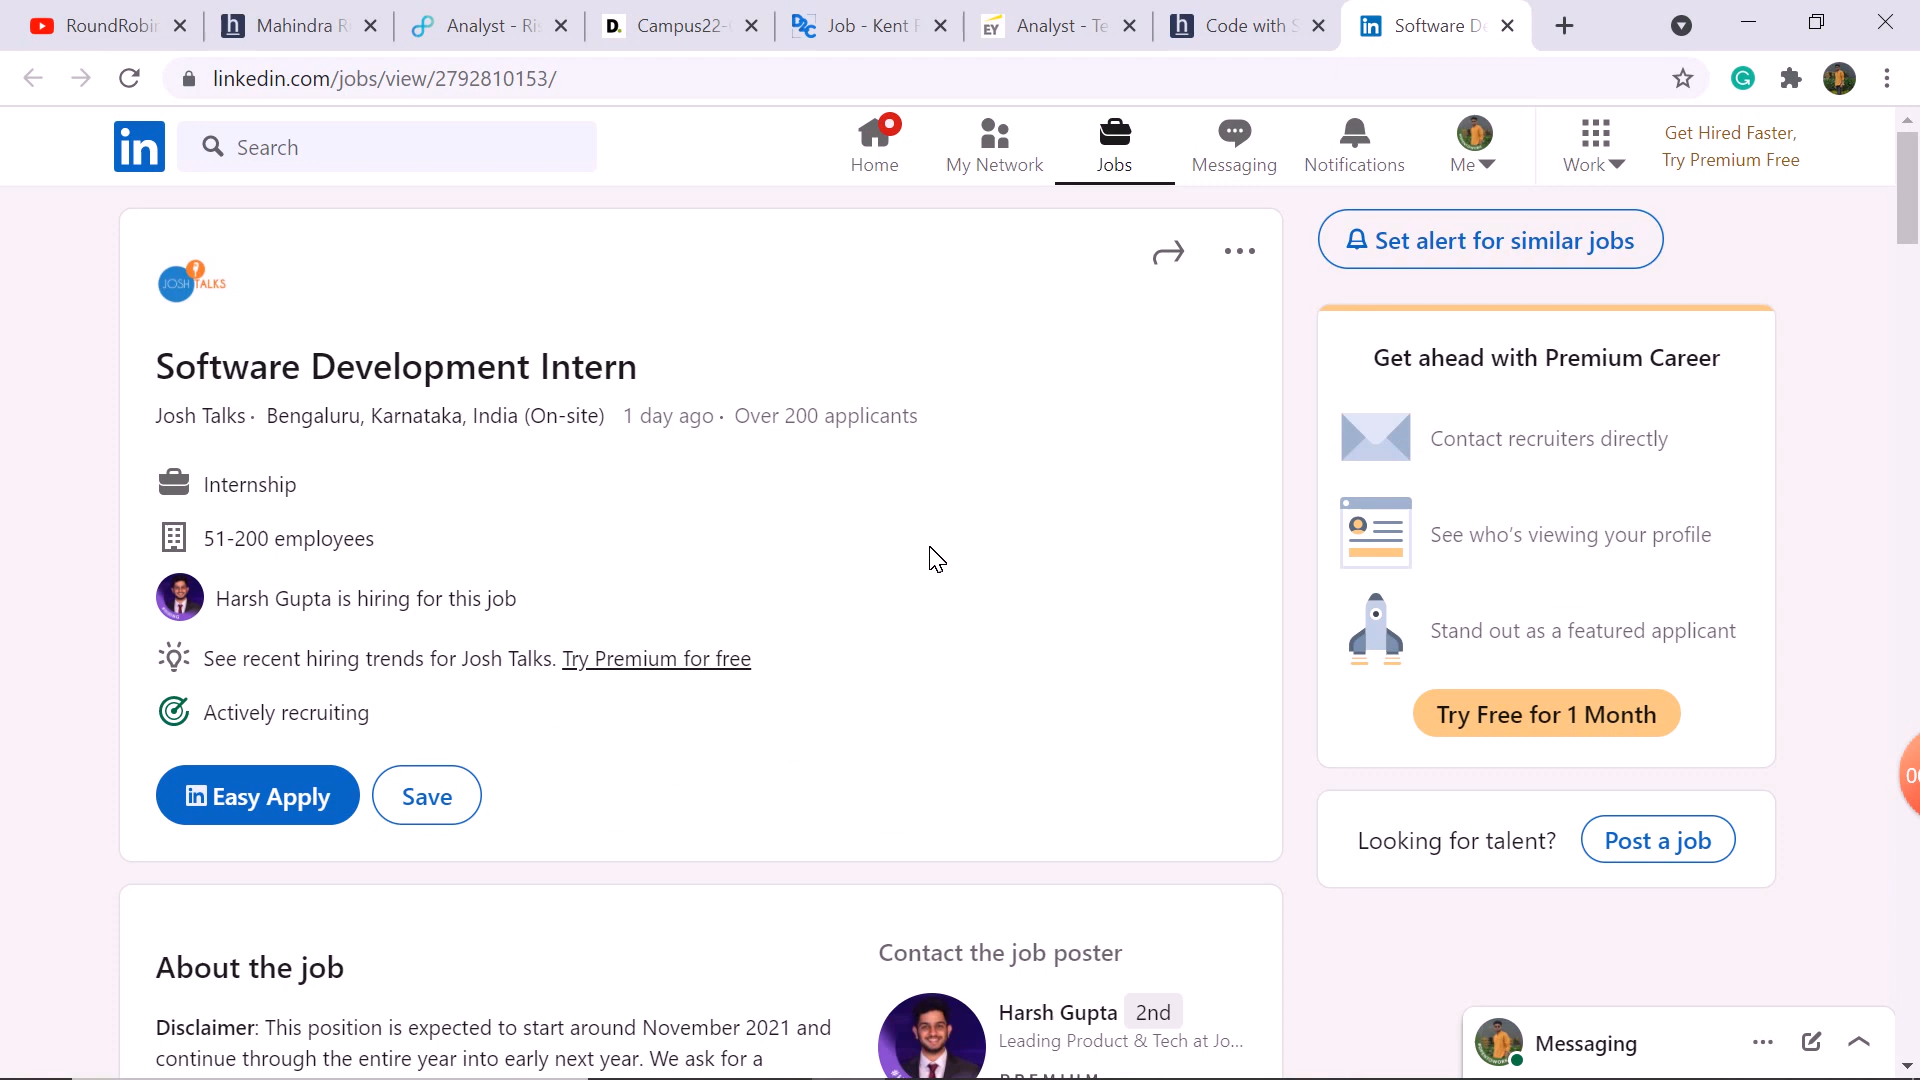 RoundRobi
Mahindra R
Analyst - Ri
Campus22-
Job - Kent
Analyst - Te
Code with
Software D
linkedin.com/jobs/view/2792810153/
in
Search
Home
My Network
Jobs
Messaging
Notifications
Me
Work
Get Hired Faster,
Try Premium Free
JOSH TALKS
Software Development Intern
Josh Talks · Bengaluru, Karnataka, India (On-site) 1 day ago · Over 200 applicants
Internship
51-200 employees
Harsh Gupta is hiring for this job
See recent hiring trends for Josh Talks. Try Premium for free
Actively recruiting
in Easy Apply
Save
Set alert for similar jobs
Get ahead with Premium Career
Contact recruiters directly
See who's viewing your profile
Stand out as a featured applicant
Try Free for 1 Month
Looking for talent?
Post a job
About the job
Disclaimer: This position is expected to start around November 2021 and
continue through the entire year into early next year. We ask for a
Contact the job poster
Harsh Gupta 2nd
Leading Product & Tech at Jo...
PREMIUM
Messaging